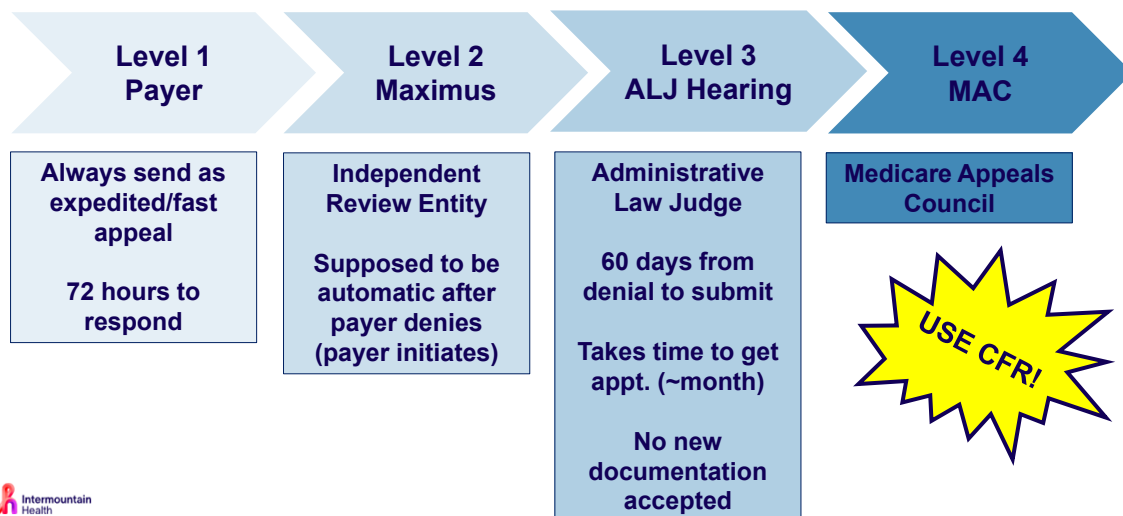 Level 1
Payer
Level 2
Maximus
Level 3
ALJ Hearing
Level 4
MAC
Always send as
expedited/fast
appeal
72 hours to
respond
Independent
Review Entity
Supposed to be
automatic after
payer denies
(payer initiates)
Administrative
Law Judge
60 days from
denial to submit
Takes time to get
appt. (~month)
No new
documentation
accepted
Medicare Appeals
Council
USE CFR!
Intermountain
Health